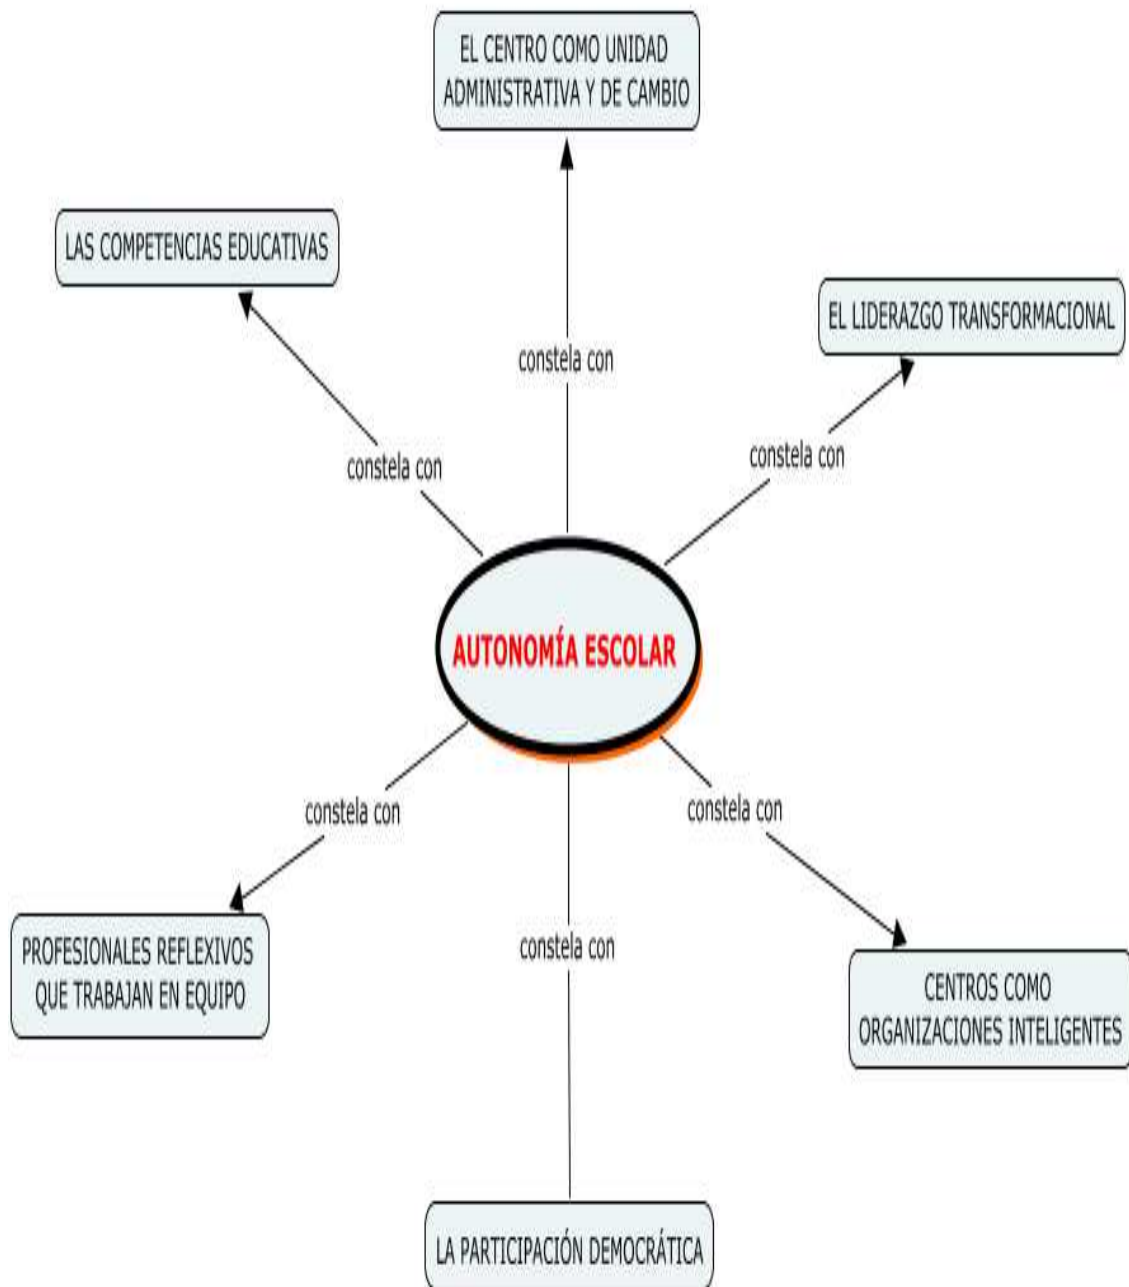 EL CENTRO COMO UNIDAD
ADMINISTRATIVA Y DE CAMBIO
LAS COMPETENCIAS EDUCATIVAS
EL LIDERAZGO TRANSFORMACIONAL
constela con
constela con
constela con
AUTONOMÍA ESCOLAR
constela con
constela con
constela con
PROFESIONALES REFLEXIVOS
QUE TRABAJAN EN EQUIPO
CENTROS COMO
ORGANIZACIONES INTELIGENTES
LA PARTICIPACIÓN DEMOCRÁTICA